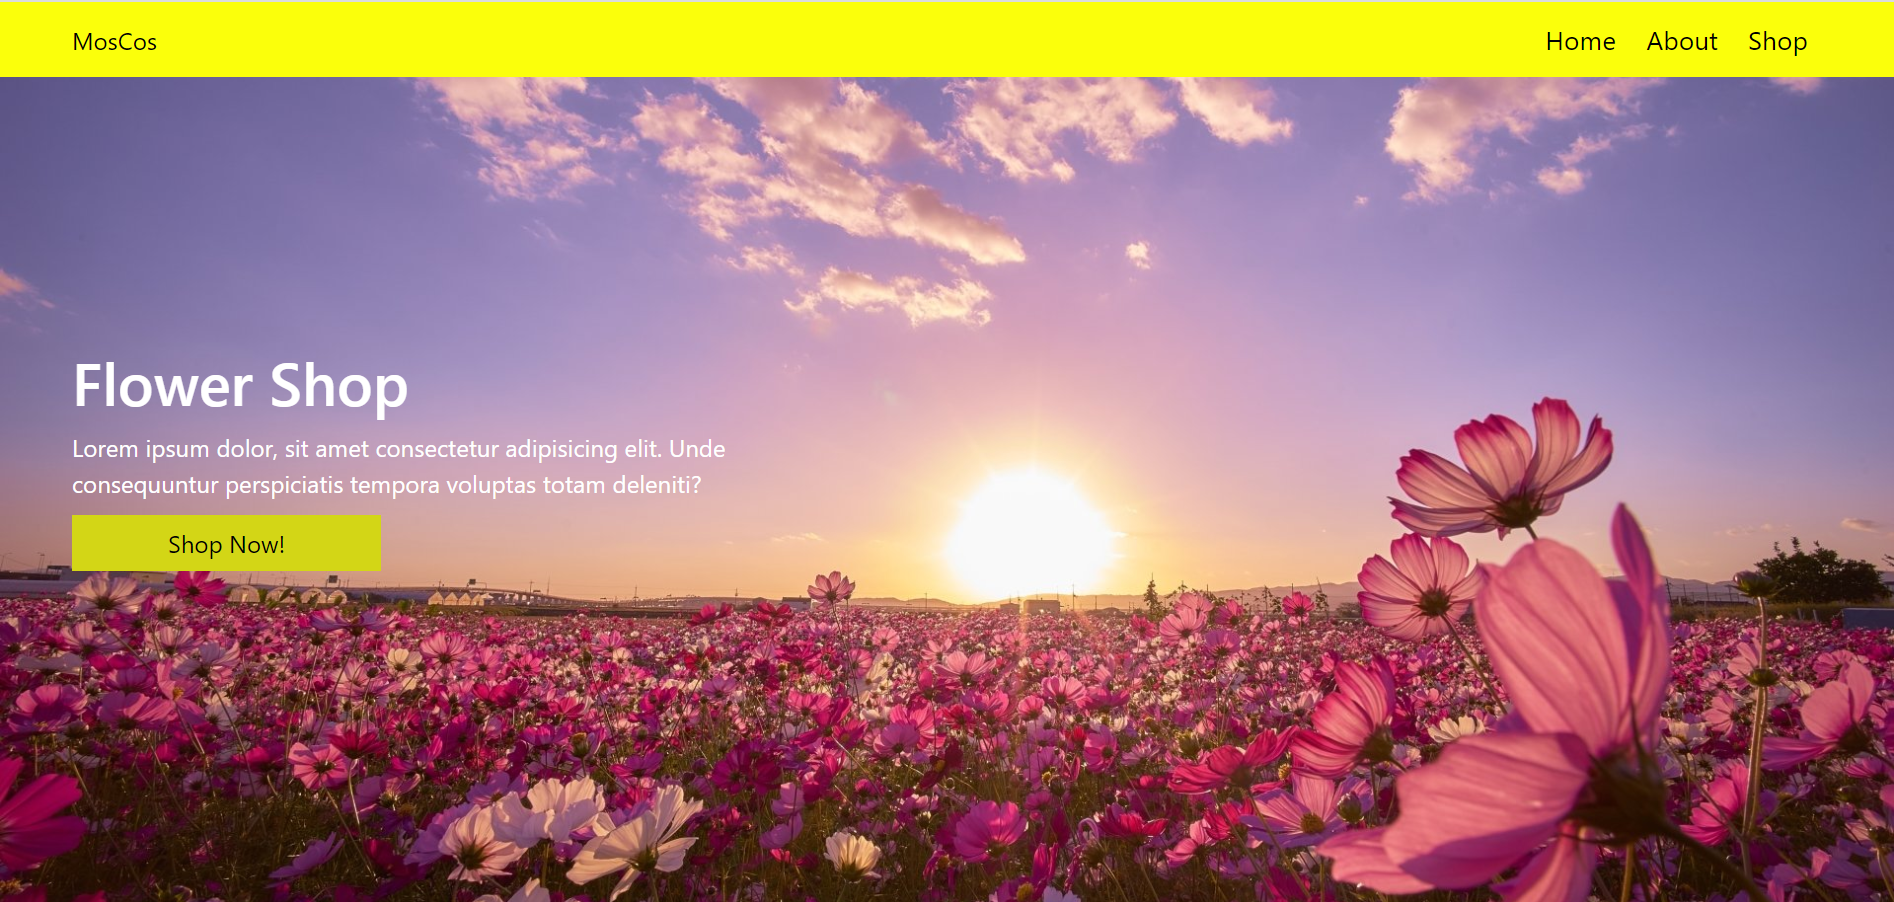 MosCos
Home About Shop
Flower Shop
Lorem ipsum dolor, sit amet consectetur adipisicing elit. Unde
consequuntur perspiciatis tempora voluptas totam deleniti?
Shop Now!